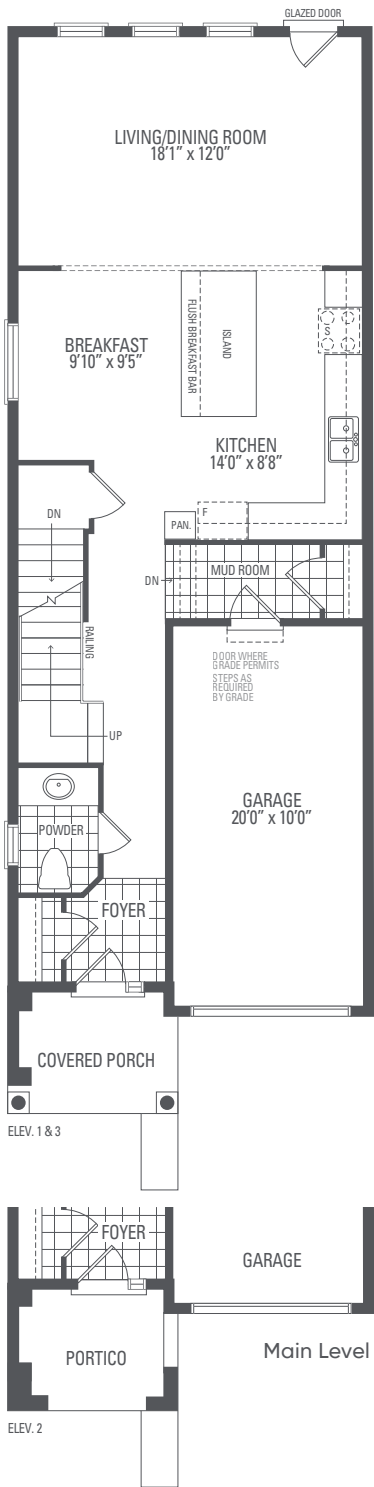 GLAZED DOOR
LIVING/DINING ROOM
18'1" x 12'0"
FLUSH BREAKFAST BAR
ISLAND
S
BREAKFAST
9'10" x 9'5"
KITCHEN
14'0" x 8'8"
DN
F
PAN.
DN
MUD ROOM
RAILING
DOOR WHERE
GRADE PERMITS
STEPS AS
REQUIRED
BY GRADE
UP
GARAGE
20'0" x 10'0"
POWDER
FOYER
COVERED PORCH
ELEV. 1 & 3
FOYER
GARAGE
PORTICO
Main Level
ELEV. 2